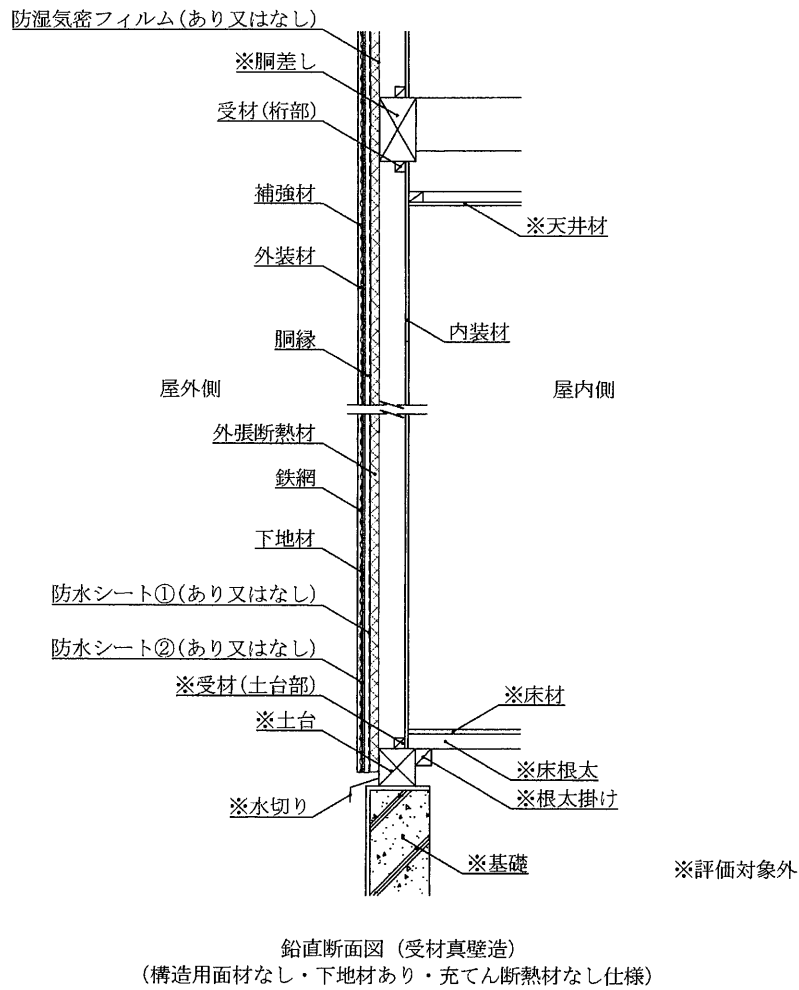 防湿気密フィルム(あり又はなし)
※胴差し
受材(桁部)
補強材
※天井材
外装材
内装材
胴縁
屋外側
屋内側
外張断熱材
鉄網
下地材
防水シート①(あり又はなし)
防水シート②(あり又はなし)
※受材(土台部)
※床材
※土台
※床根太
※水切り
※根太掛け
※基礎
※評価対象外
鉛直断面図（受材真壁造）
（構造用面材なし・下地材あり・充てん断熱材なし仕様）